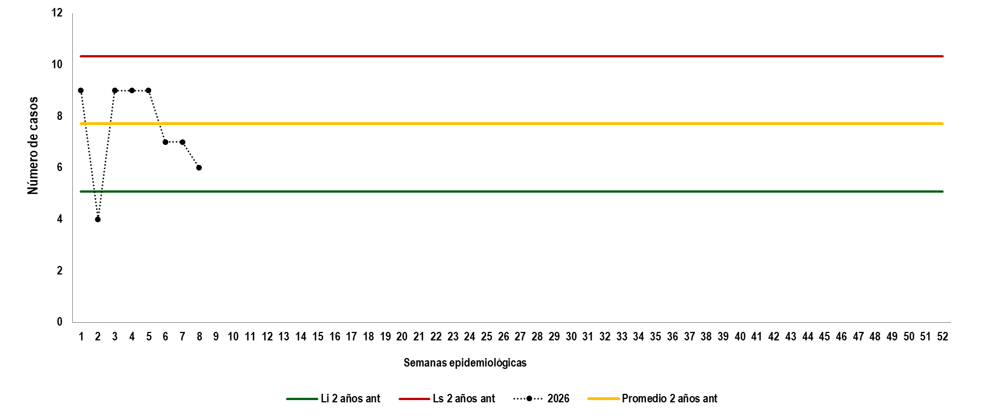 12
10
8
6
4
2
0
Número de casos
1 2 3 4 5 6 7 8 9 10 11 12 13 14 15 16 17 18 19 20 21 22 23 24 25 26 27 28 29 30 31 32 33 34 35 36 37 38 39 40 41 42 43 44 45 46 47 48 49 50 51 52
Semanas epidemiológicas
Li 2 años ant Ls 2 años ant 2026 Promedio 2 años ant